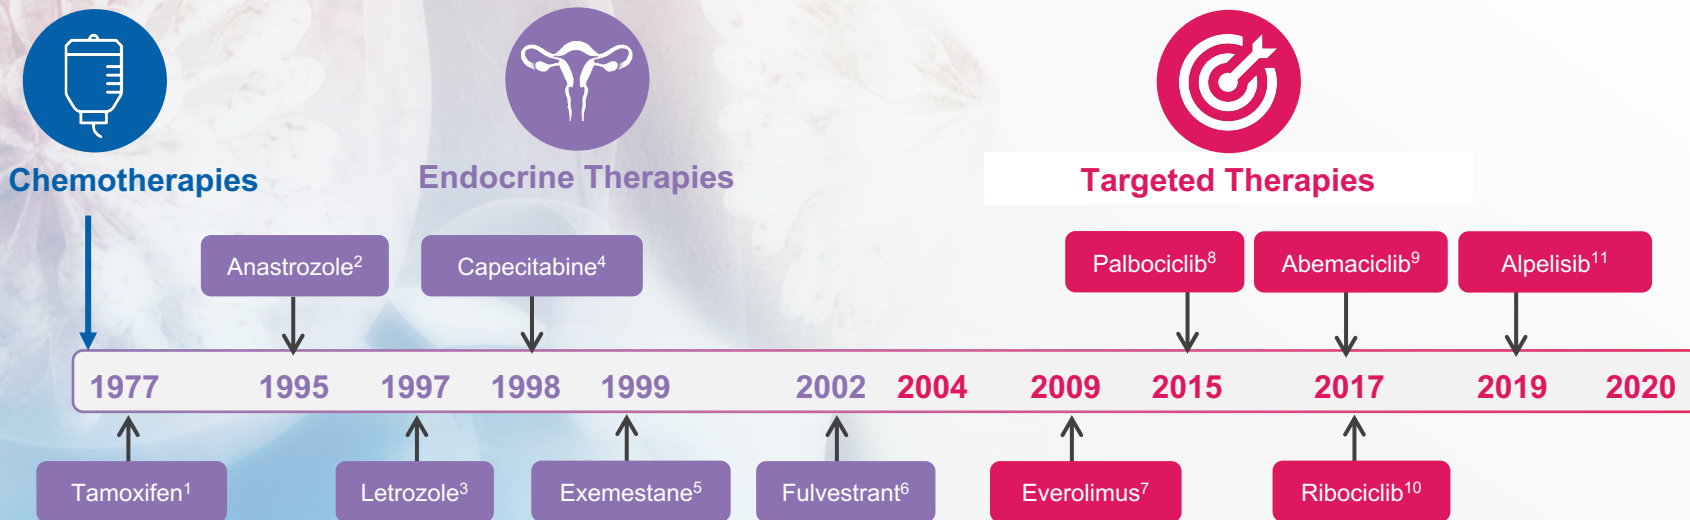 Chemotherapies
Endocrine Therapies
Targeted Therapies
Anastrozole²
Capecitabine⁴
Palbociclib⁸
Abemaciclib⁹
Alpelisib¹¹
1977 1995 1997 1998 1999 2002 2004 2009 2015 2017 2019 2020
Tamoxifen¹
Letrozole³
Exemestane⁵
Fulvestrant⁶
Everolimus⁷
Ribociclib¹⁰